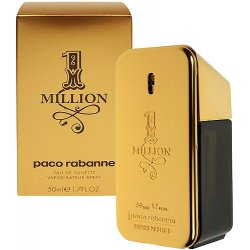 1
MILLION
paco rabanne
EAU DE TOILETTE
VAPORISATEUR SPRAY
50ml℮ 1.7FL.OZ
1
MILLION
paco rabanne